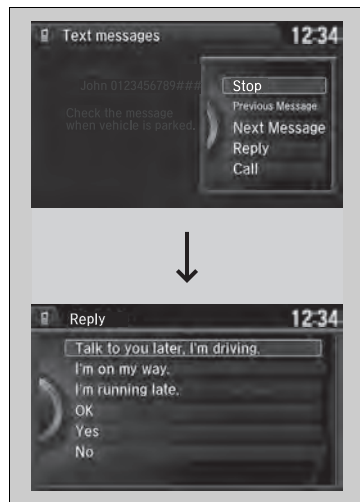 Text messages 12:34
John 0123456789###
Check the message
when vehicle is parked.
Stop
Previous Message
Next Message
Reply
Call
Reply 12:34
Talk to you later, I'm driving.
I'm on my way.
I'm running late.
OK
Yes
No